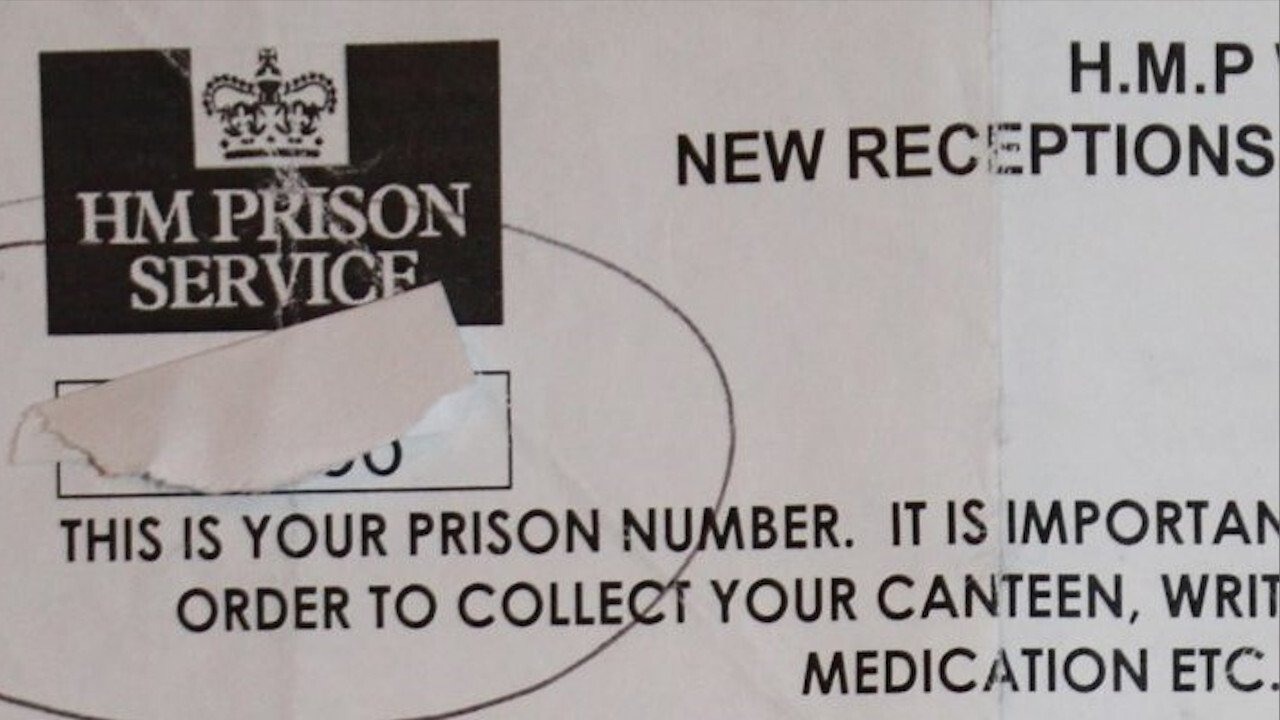 HM PRISON
SERVICE
H.M.P
NEW RECEPTIONS
THIS IS YOUR PRISON NUMBER. IT IS IMPORTAN
ORDER TO COLLECT YOUR CANTEEN, WRIT
MEDICATION ETC.